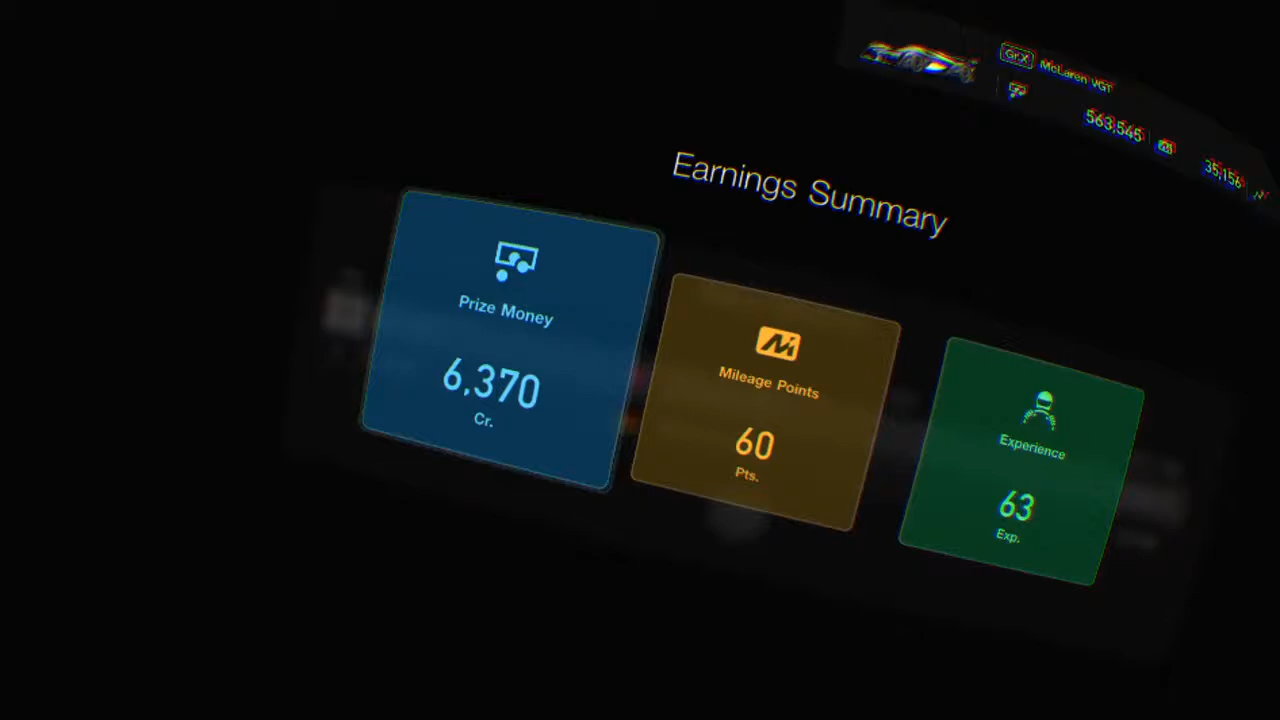 Gr.X McLaren VGT
563,545 35,156
Earnings Summary
Prize Money
6,370
Cr.
Mileage Points
60
Pts.
Experience
63
Exp.